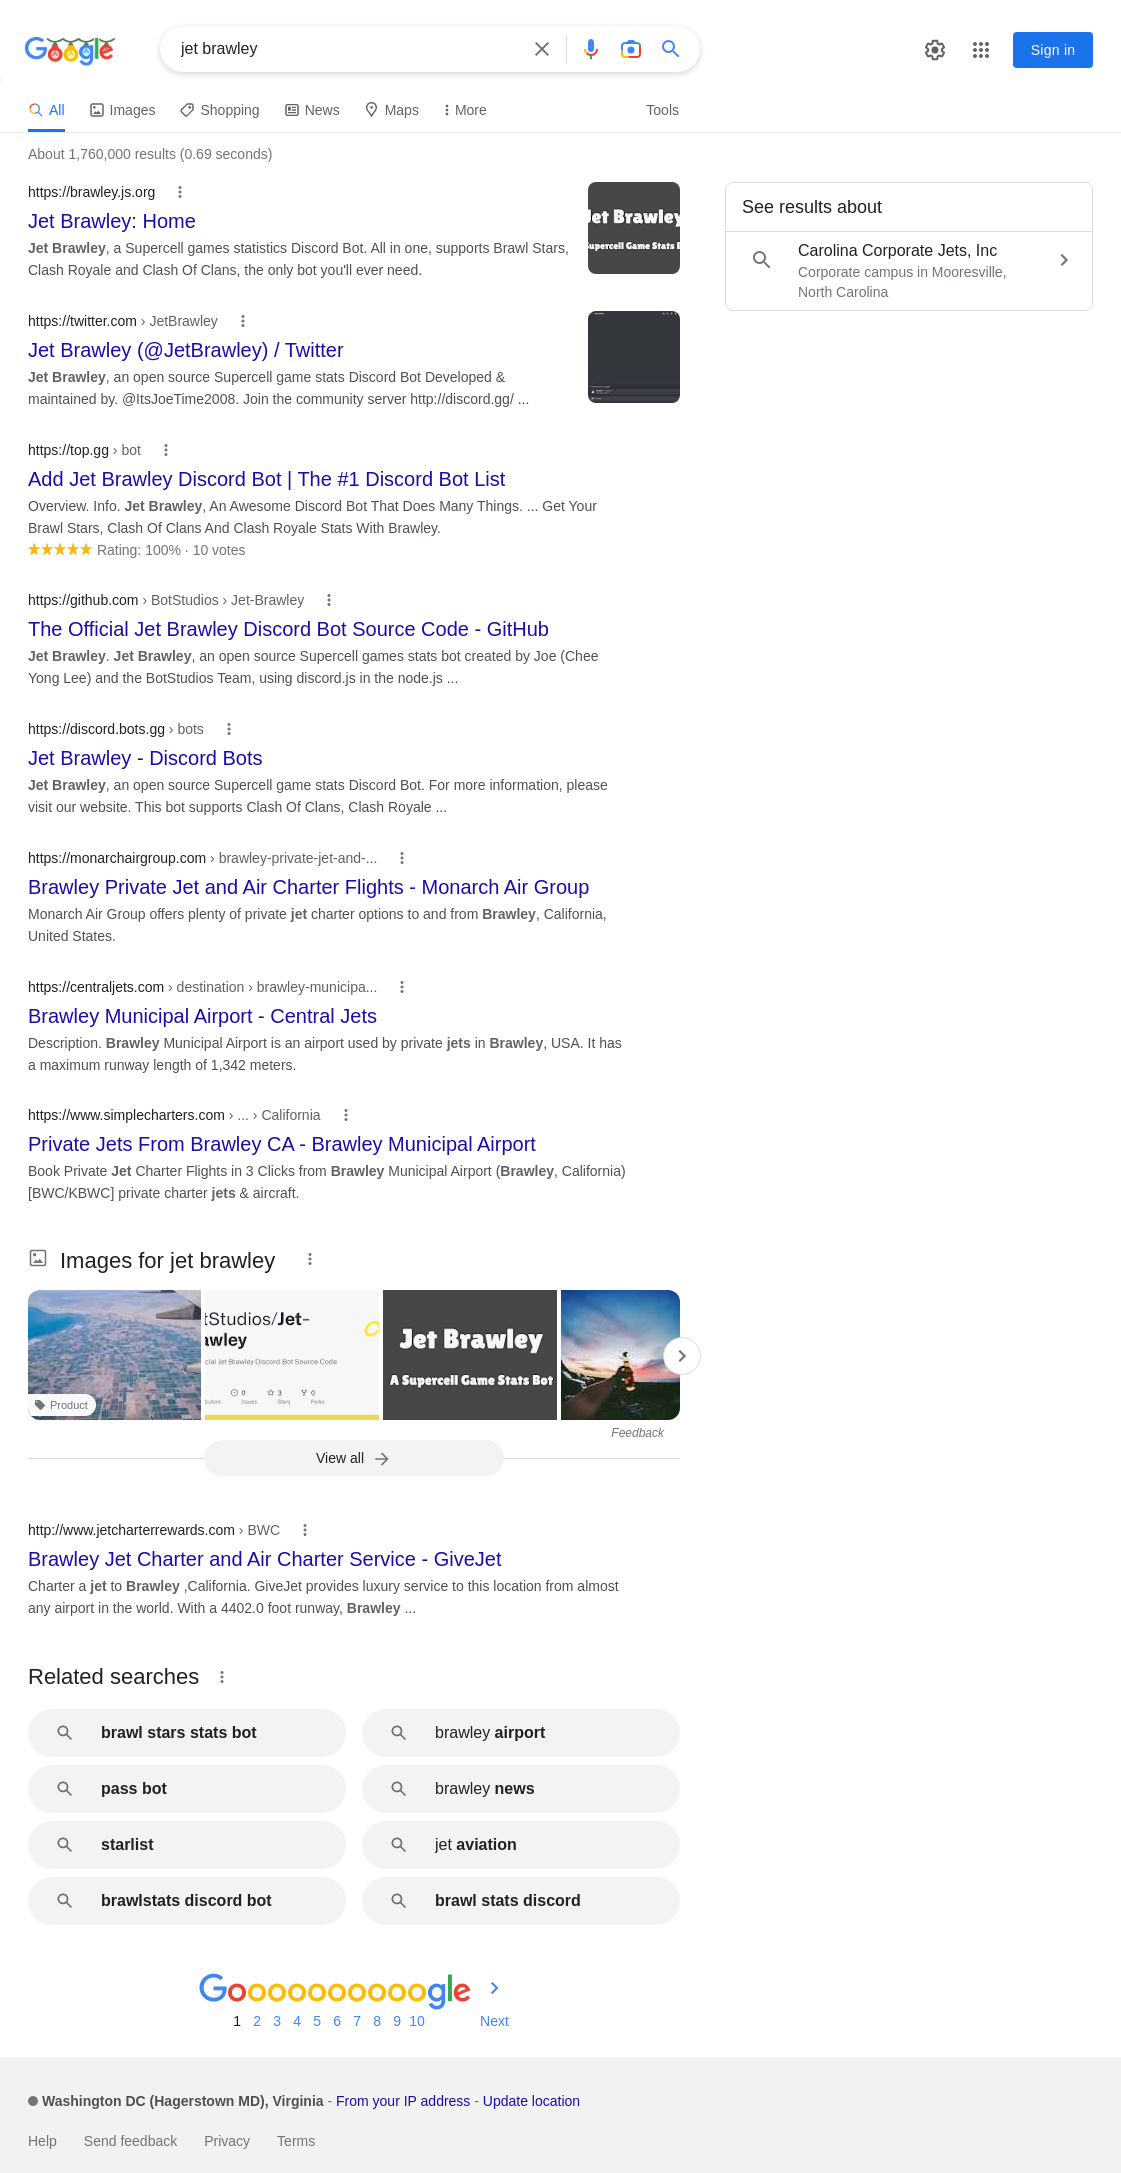 Google
jet brawley
Sign in
All
Images
Shopping
News
Maps
More
Tools
About 1,760,000 results (0.69 seconds)
https://brawley.js.org
Jet Brawley: Home
Jet Brawley, a Supercell games statistics Discord Bot. All in one, supports Brawl Stars,
Clash Royale and Clash Of Clans, the only bot you'll ever need.
Jet Brawley
Supercell Game Stats B
See results about
Carolina Corporate Jets, Inc
Corporate campus in Mooresville,
North Carolina
https://twitter.com › JetBrawley
Jet Brawley (@JetBrawley) / Twitter
Jet Brawley, an open source Supercell game stats Discord Bot Developed &
maintained by. @ItsJoeTime2008. Join the community server http://discord.gg/ ...
https://top.gg › bot
Add Jet Brawley Discord Bot | The #1 Discord Bot List
Overview. Info. Jet Brawley, An Awesome Discord Bot That Does Many Things. ... Get Your
Brawl Stars, Clash Of Clans And Clash Royale Stats With Brawley.
Rating: 100% · 10 votes
https://github.com › BotStudios › Jet-Brawley
The Official Jet Brawley Discord Bot Source Code - GitHub
Jet Brawley. Jet Brawley, an open source Supercell games stats bot created by Joe (Chee
Yong Lee) and the BotStudios Team, using discord.js in the node.js ...
https://discord.bots.gg › bots
Jet Brawley - Discord Bots
Jet Brawley, an open source Supercell game stats Discord Bot. For more information, please
visit our website. This bot supports Clash Of Clans, Clash Royale ...
https://monarchairgroup.com › brawley-private-jet-and-...
Brawley Private Jet and Air Charter Flights - Monarch Air Group
Monarch Air Group offers plenty of private jet charter options to and from Brawley, California,
United States.
https://centraljets.com › destination › brawley-municipa...
Brawley Municipal Airport - Central Jets
Description. Brawley Municipal Airport is an airport used by private jets in Brawley, USA. It has
a maximum runway length of 1,342 meters.
https://www.simplecharters.com › ... › California
Private Jets From Brawley CA - Brawley Municipal Airport
Book Private Jet Charter Flights in 3 Clicks from Brawley Municipal Airport (Brawley, California)
[BWC/KBWC] private charter jets & aircraft.
Images for jet brawley
Product
tStudios/Jet-
awley
cial Jet Brawley Discord Bot Source Code
0 3 0
butors Issues Stars Forks
Jet Brawley
A Supercell Game Stats Bot
Feedback
View all
http://www.jetcharterrewards.com › BWC
Brawley Jet Charter and Air Charter Service - GiveJet
Charter a jet to Brawley ,California. GiveJet provides luxury service to this location from almost
any airport in the world. With a 4402.0 foot runway, Brawley ...
Related searches
brawl stars stats bot
brawley airport
pass bot
brawley news
starlist
jet aviation
brawlstats discord bot
brawl stats discord
Goooooooooogle
1 2 3 4 5 6 7 8 9 10 Next
Washington DC (Hagerstown MD), Virginia - From your IP address - Update location
Help Send feedback Privacy Terms